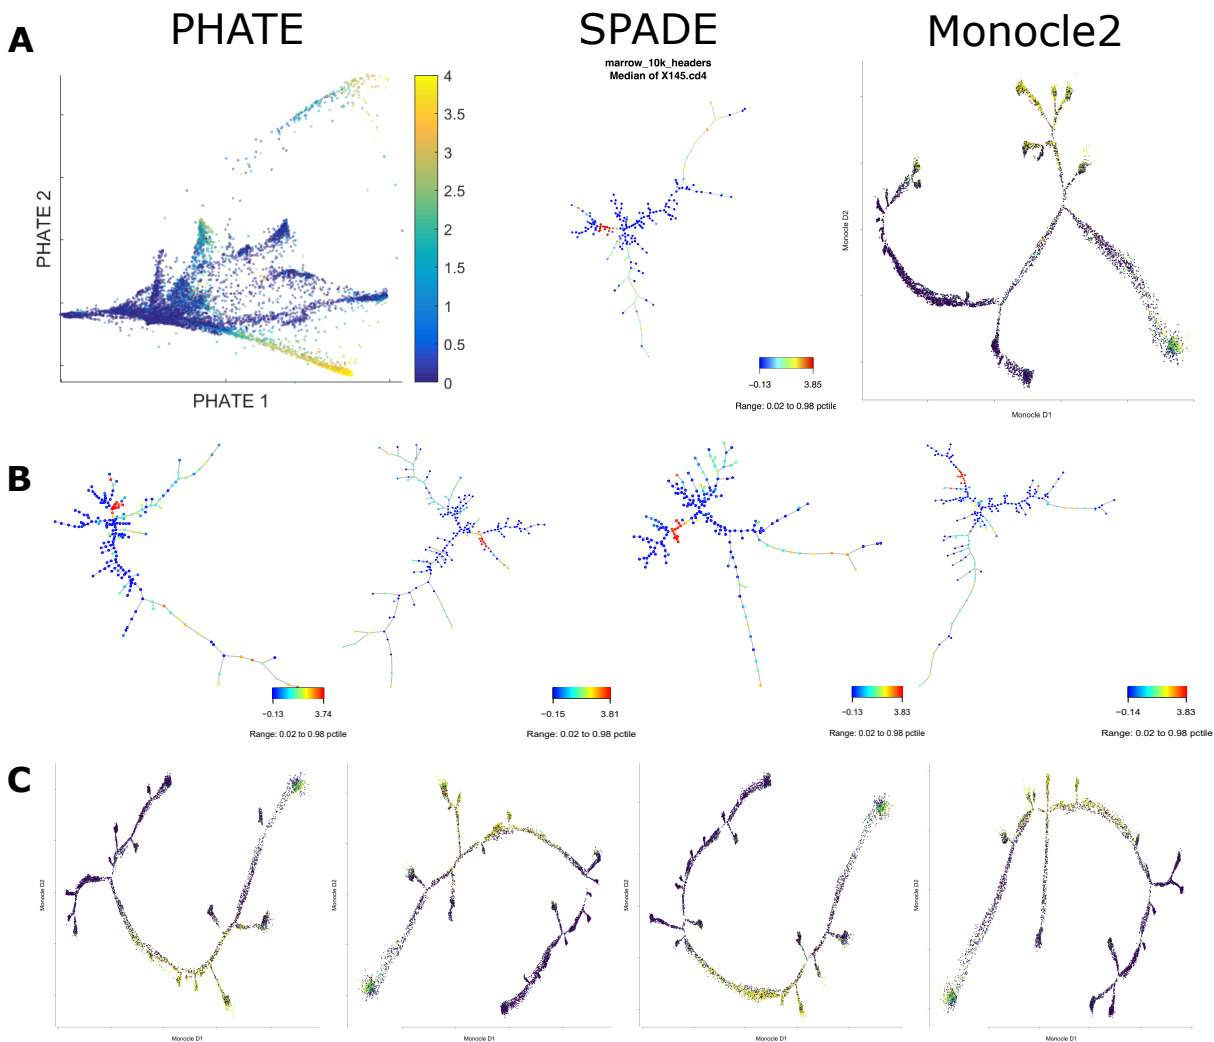 A
PHATE
SPADE
Monocle2
marrow_10k_headers
Median of X145.cd4
PHATE 2
PHATE 1
4
3.5
3
2.5
2
1.5
1
0.5
0
−0.13 3.85
Range: 0.02 to 0.98 pctile
Monocle D2
Monocle D1
B
−0.13 3.74
Range: 0.02 to 0.98 pctile
−0.15 3.81
Range: 0.02 to 0.98 pctile
−0.13 3.83
Range: 0.02 to 0.98 pctile
−0.14 3.83
Range: 0.02 to 0.98 pctile
C
Monocle D2
Monocle D1
Monocle D2
Monocle D1
Monocle D2
Monocle D1
Monocle D2
Monocle D1